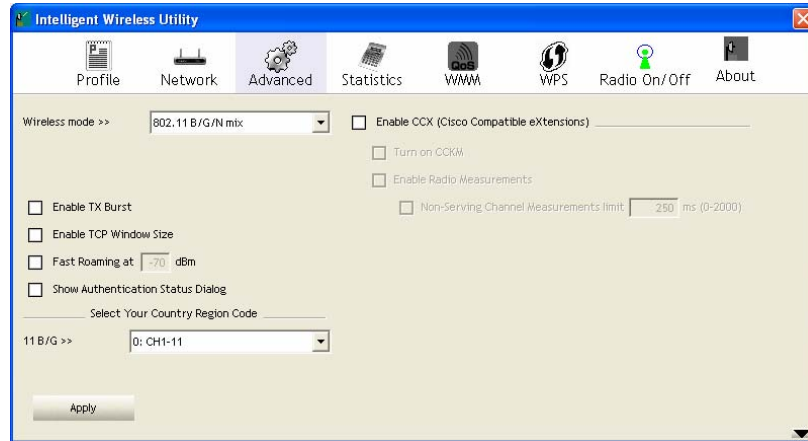 Intelligent Wireless Utility
Profile Network Advanced Statistics QoS WMM WPS Radio On/Off About
Wireless mode >> 802.11 B/G/N mix
Enable CCX (Cisco Compatible eXtensions)
Turn on CCKM
Enable Radio Measurements
Non-Serving Channel Measurements limit 250 ms (0-2000)
Enable TX Burst
Enable TCP Window Size
Fast Roaming at -70 dBm
Show Authentication Status Dialog
Select Your Country Region Code
11 B/G >> 0: CH1-11
Apply